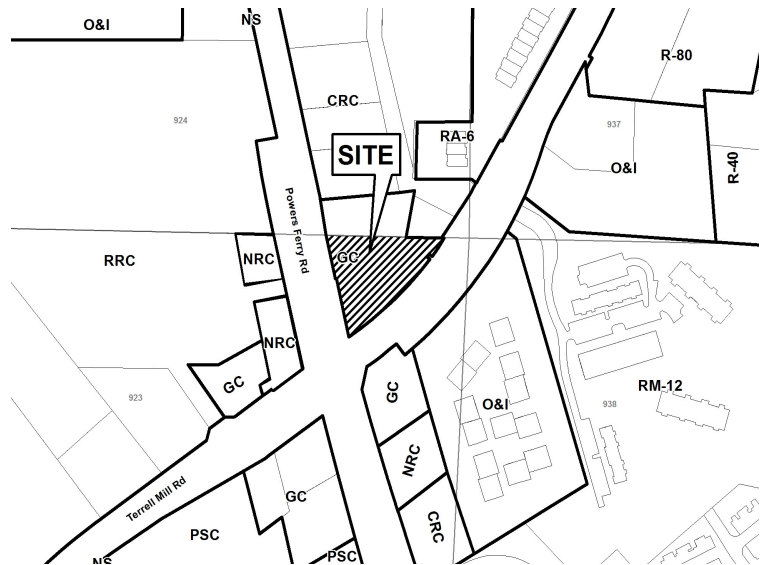 O&I
NS
R-80
CRC
924
937
RA-6
SITE
O&I
R-40
Powers Ferry Rd
GC
RRC
NRC
NRC
GC
GC
O&I
RM-12
923
938
NRC
GC
Terrell Mill Rd
CRC
PSC
PSC
NS